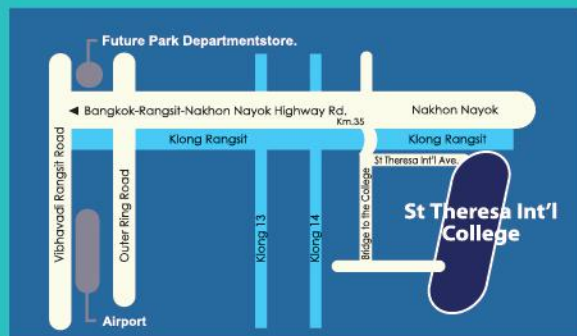 Future Park Departmentstore.
Bangkok-Rangsit-Nakhon Nayok Highway Rd.
Nakhon Nayok
Km.35
Klong Rangsit
Klong Rangsit
St Theresa Int'l Ave.
Vibhavadi Rangsit Road
Outer Ring Road
Klong 13
Klong 14
Bridge to the College
St Theresa Int'l
College
Airport